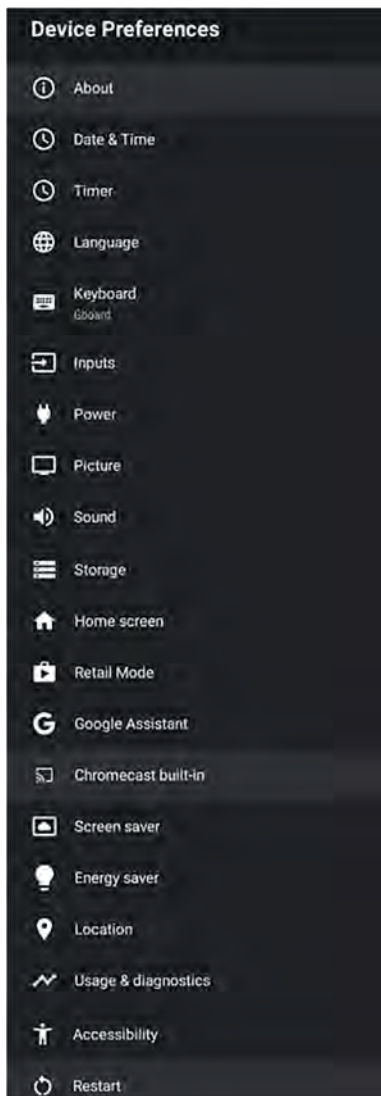 Device Preferences
About
Date & Time
Timer
Language
Keyboard
Gboard
Inputs
Power
Picture
Sound
Storage
Home screen
Retail Mode
Google Assistant
Chromecast built-in
Screen saver
Energy saver
Location
Usage & diagnostics
Accessibility
Restart